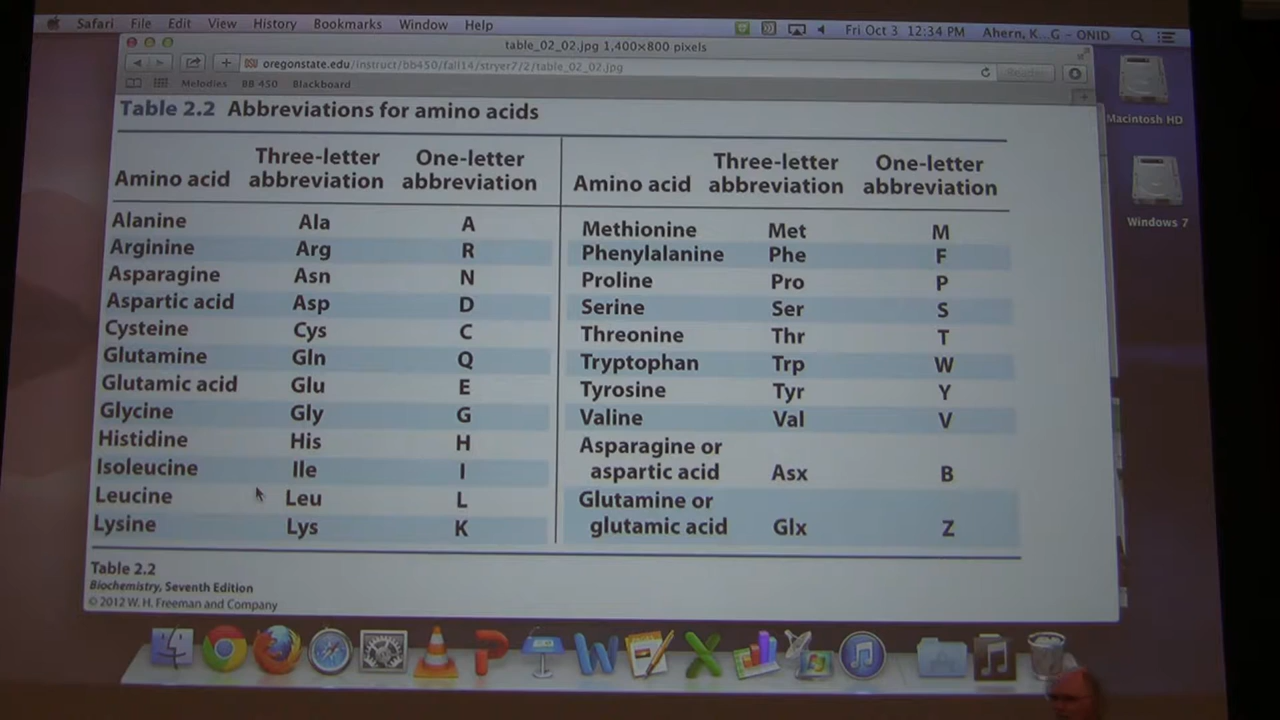 Safari File Edit View History Bookmarks Window Help Fri Oct 3 12:34 PM Ahern, K...G - ONID
table_02_02.jpg 1,400×800 pixels
oregonstate.edu/instruct/bb450/fall14/stryer7/2/table_02_02.jpg
Melodies BB 450 Blackboard
Macintosh HD
Windows 7
Table 2.2 Abbreviations for amino acids
Amino acid Three-letter abbreviation One-letter abbreviation
Alanine Ala A
Arginine Arg R
Asparagine Asn N
Aspartic acid Asp D
Cysteine Cys C
Glutamine Gln Q
Glutamic acid Glu E
Glycine Gly G
Histidine His H
Isoleucine Ile I
Leucine Leu L
Lysine Lys K
Amino acid Three-letter abbreviation One-letter abbreviation
Methionine Met M
Phenylalanine Phe F
Proline Pro P
Serine Ser S
Threonine Thr T
Tryptophan Trp W
Tyrosine Tyr Y
Valine Val V
Asparagine or
aspartic acid Asx B
Glutamine or
glutamic acid Glx Z
Table 2.2
Biochemistry, Seventh Edition
© 2012 W. H. Freeman and Company